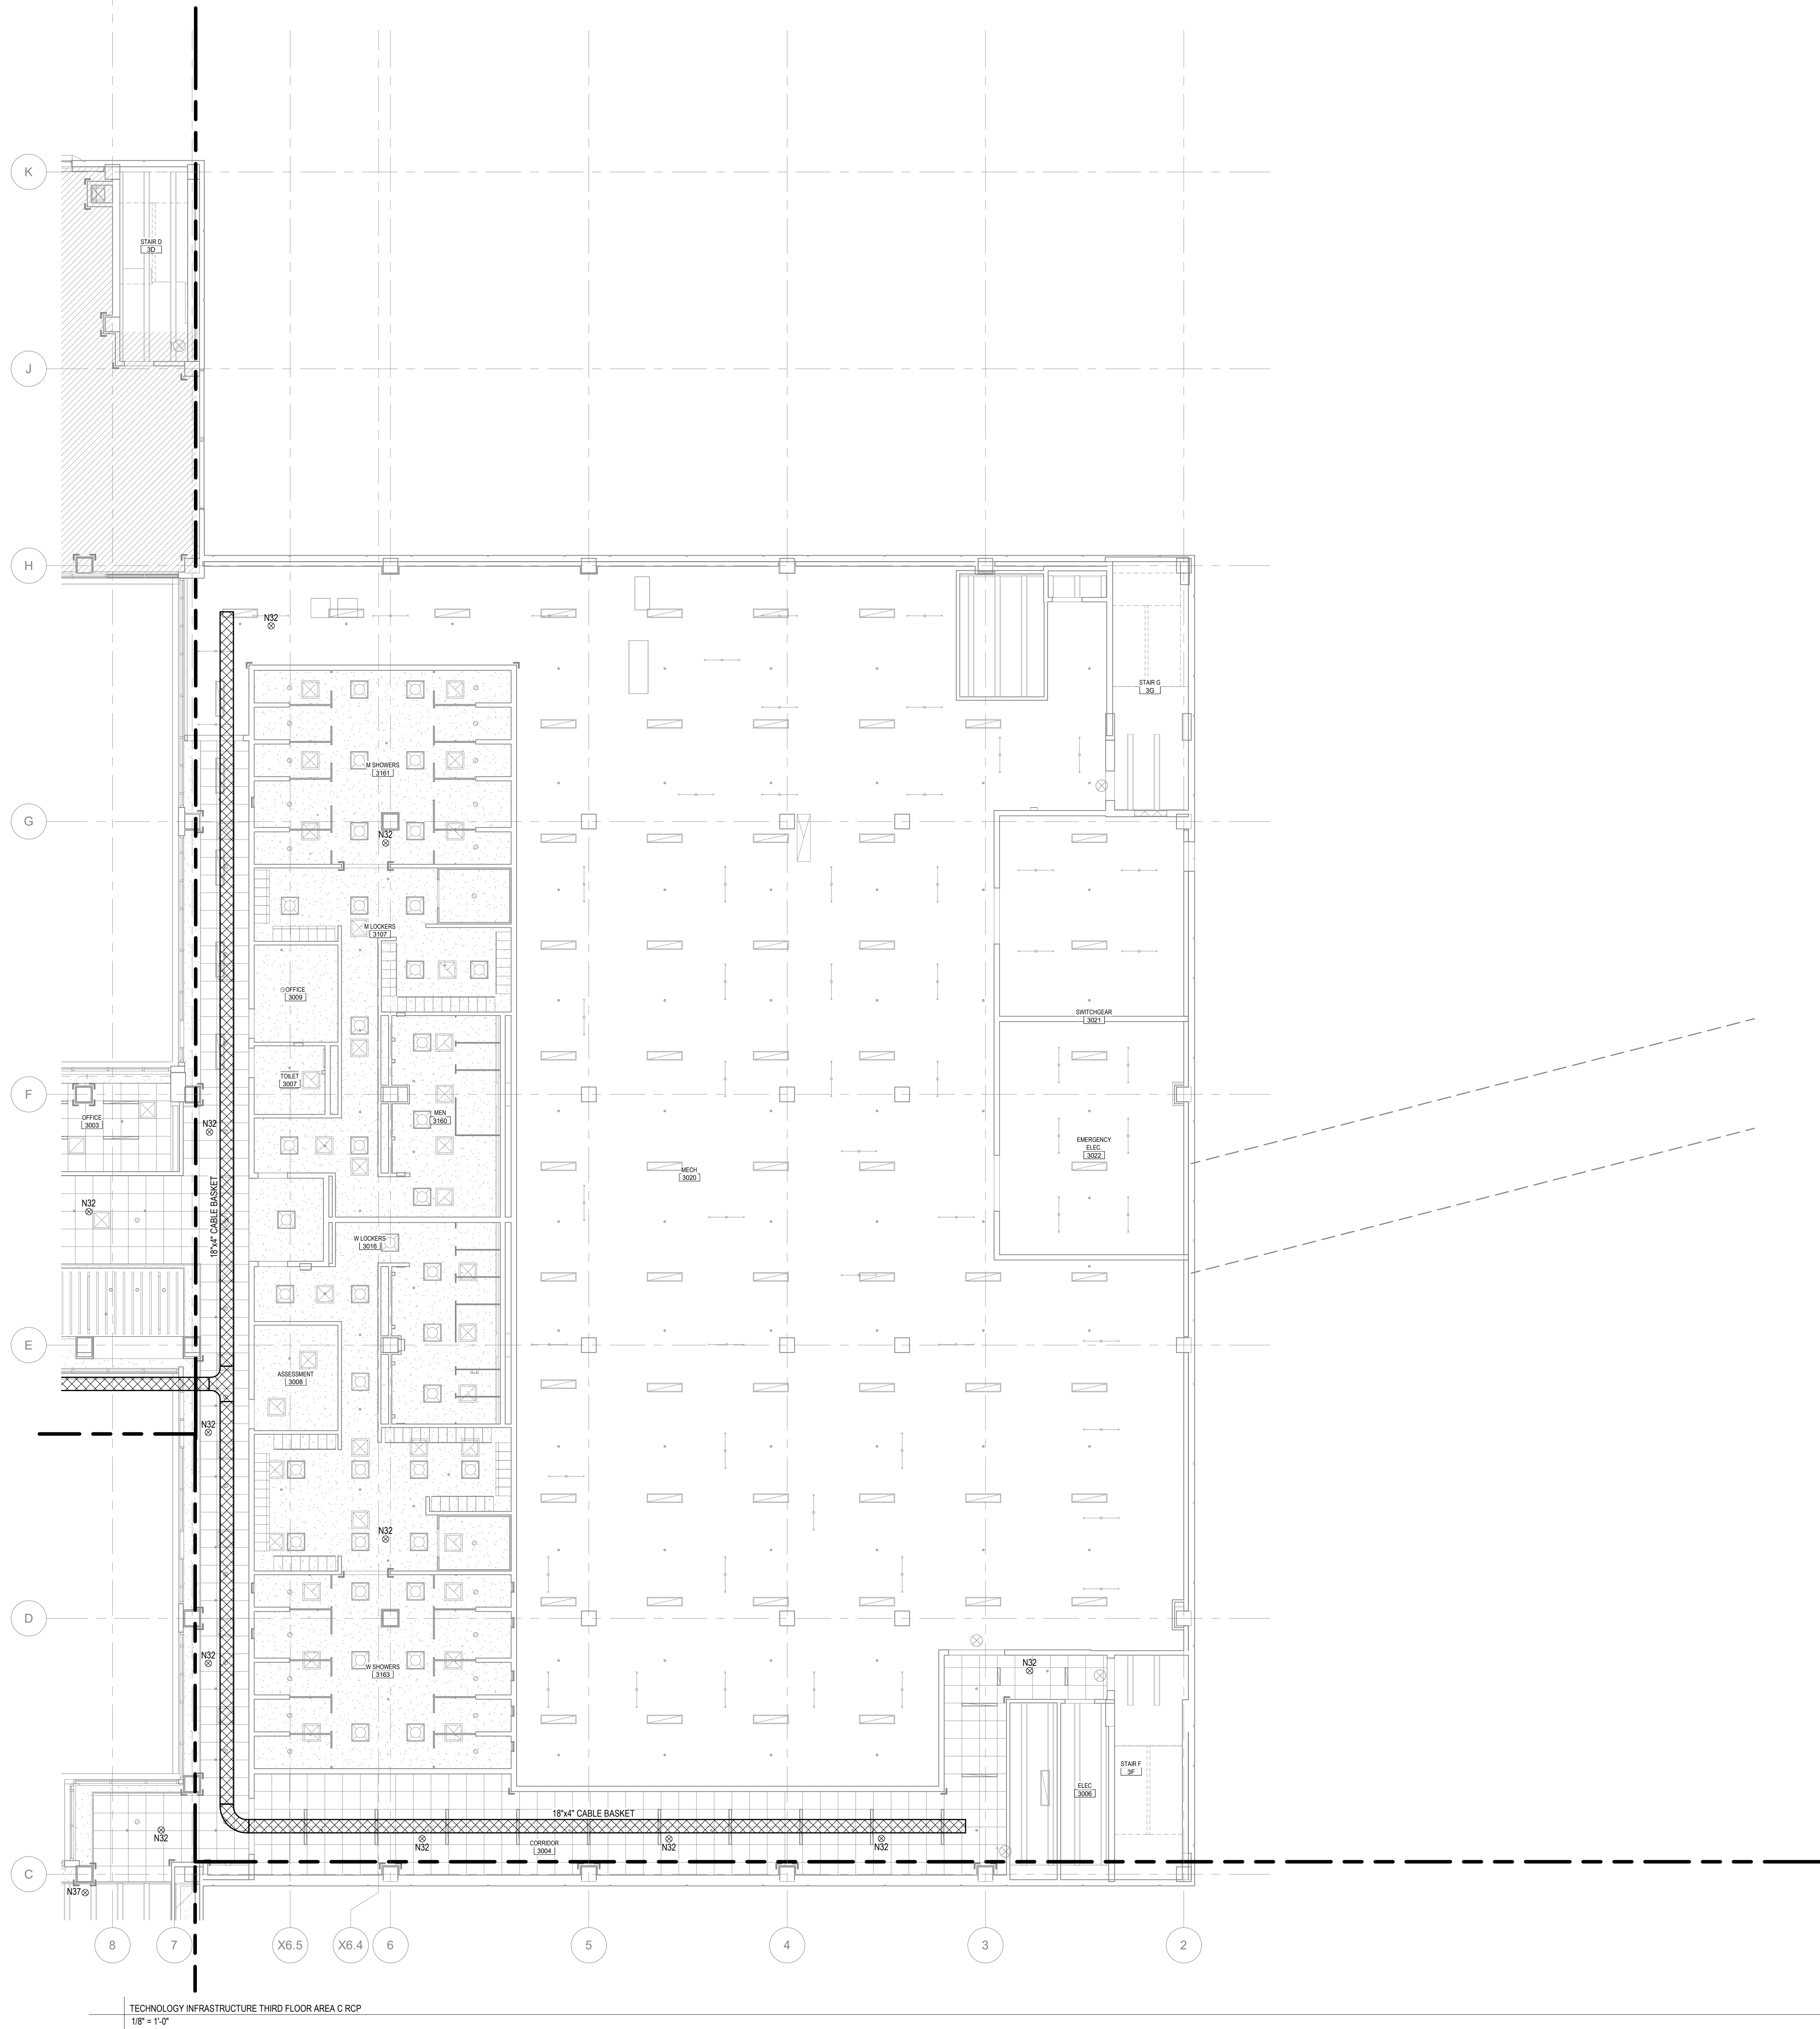 K
STAIR D
3D
J
H
N32
STAIR G
3G
M SHOWERS
3161
G
N32
M LOCKERS
3107
OFFICE
3009
SWITCHGEAR
3021
TOILET
3007
F
OFFICE
3003
N32
MEN
3160
EMERGENCY
ELEC
3022
MECH
3020
18"x4" CABLE BASKET
N32
W LOCKERS
3016
E
ASSESSMENT
3008
N32
N32
D
N32
W SHOWERS
3163
N32
STAIR F
3F
ELEC
3006
18"x4" CABLE BASKET
N32
N32
N32
N32
CORRIDOR
3004
C
N37
8
7
X6.5
X6.4
6
5
4
3
2
TECHNOLOGY INFRASTRUCTURE THIRD FLOOR AREA C RCP
1/8" = 1'-0"